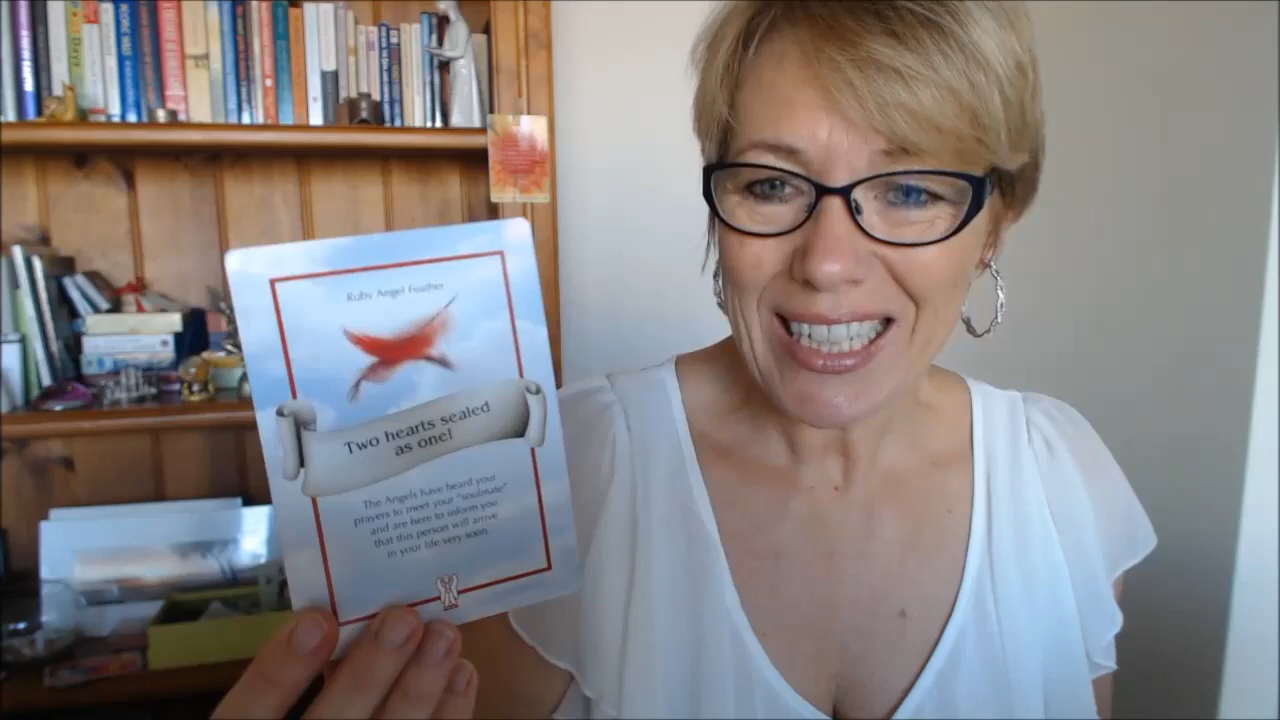 Ruby Angel Feather
Two hearts sealed
as one!
The Angels have heard your
prayers to meet your "soulmate"
and are here to inform you
that this person will arrive
in your life very soon.
Days